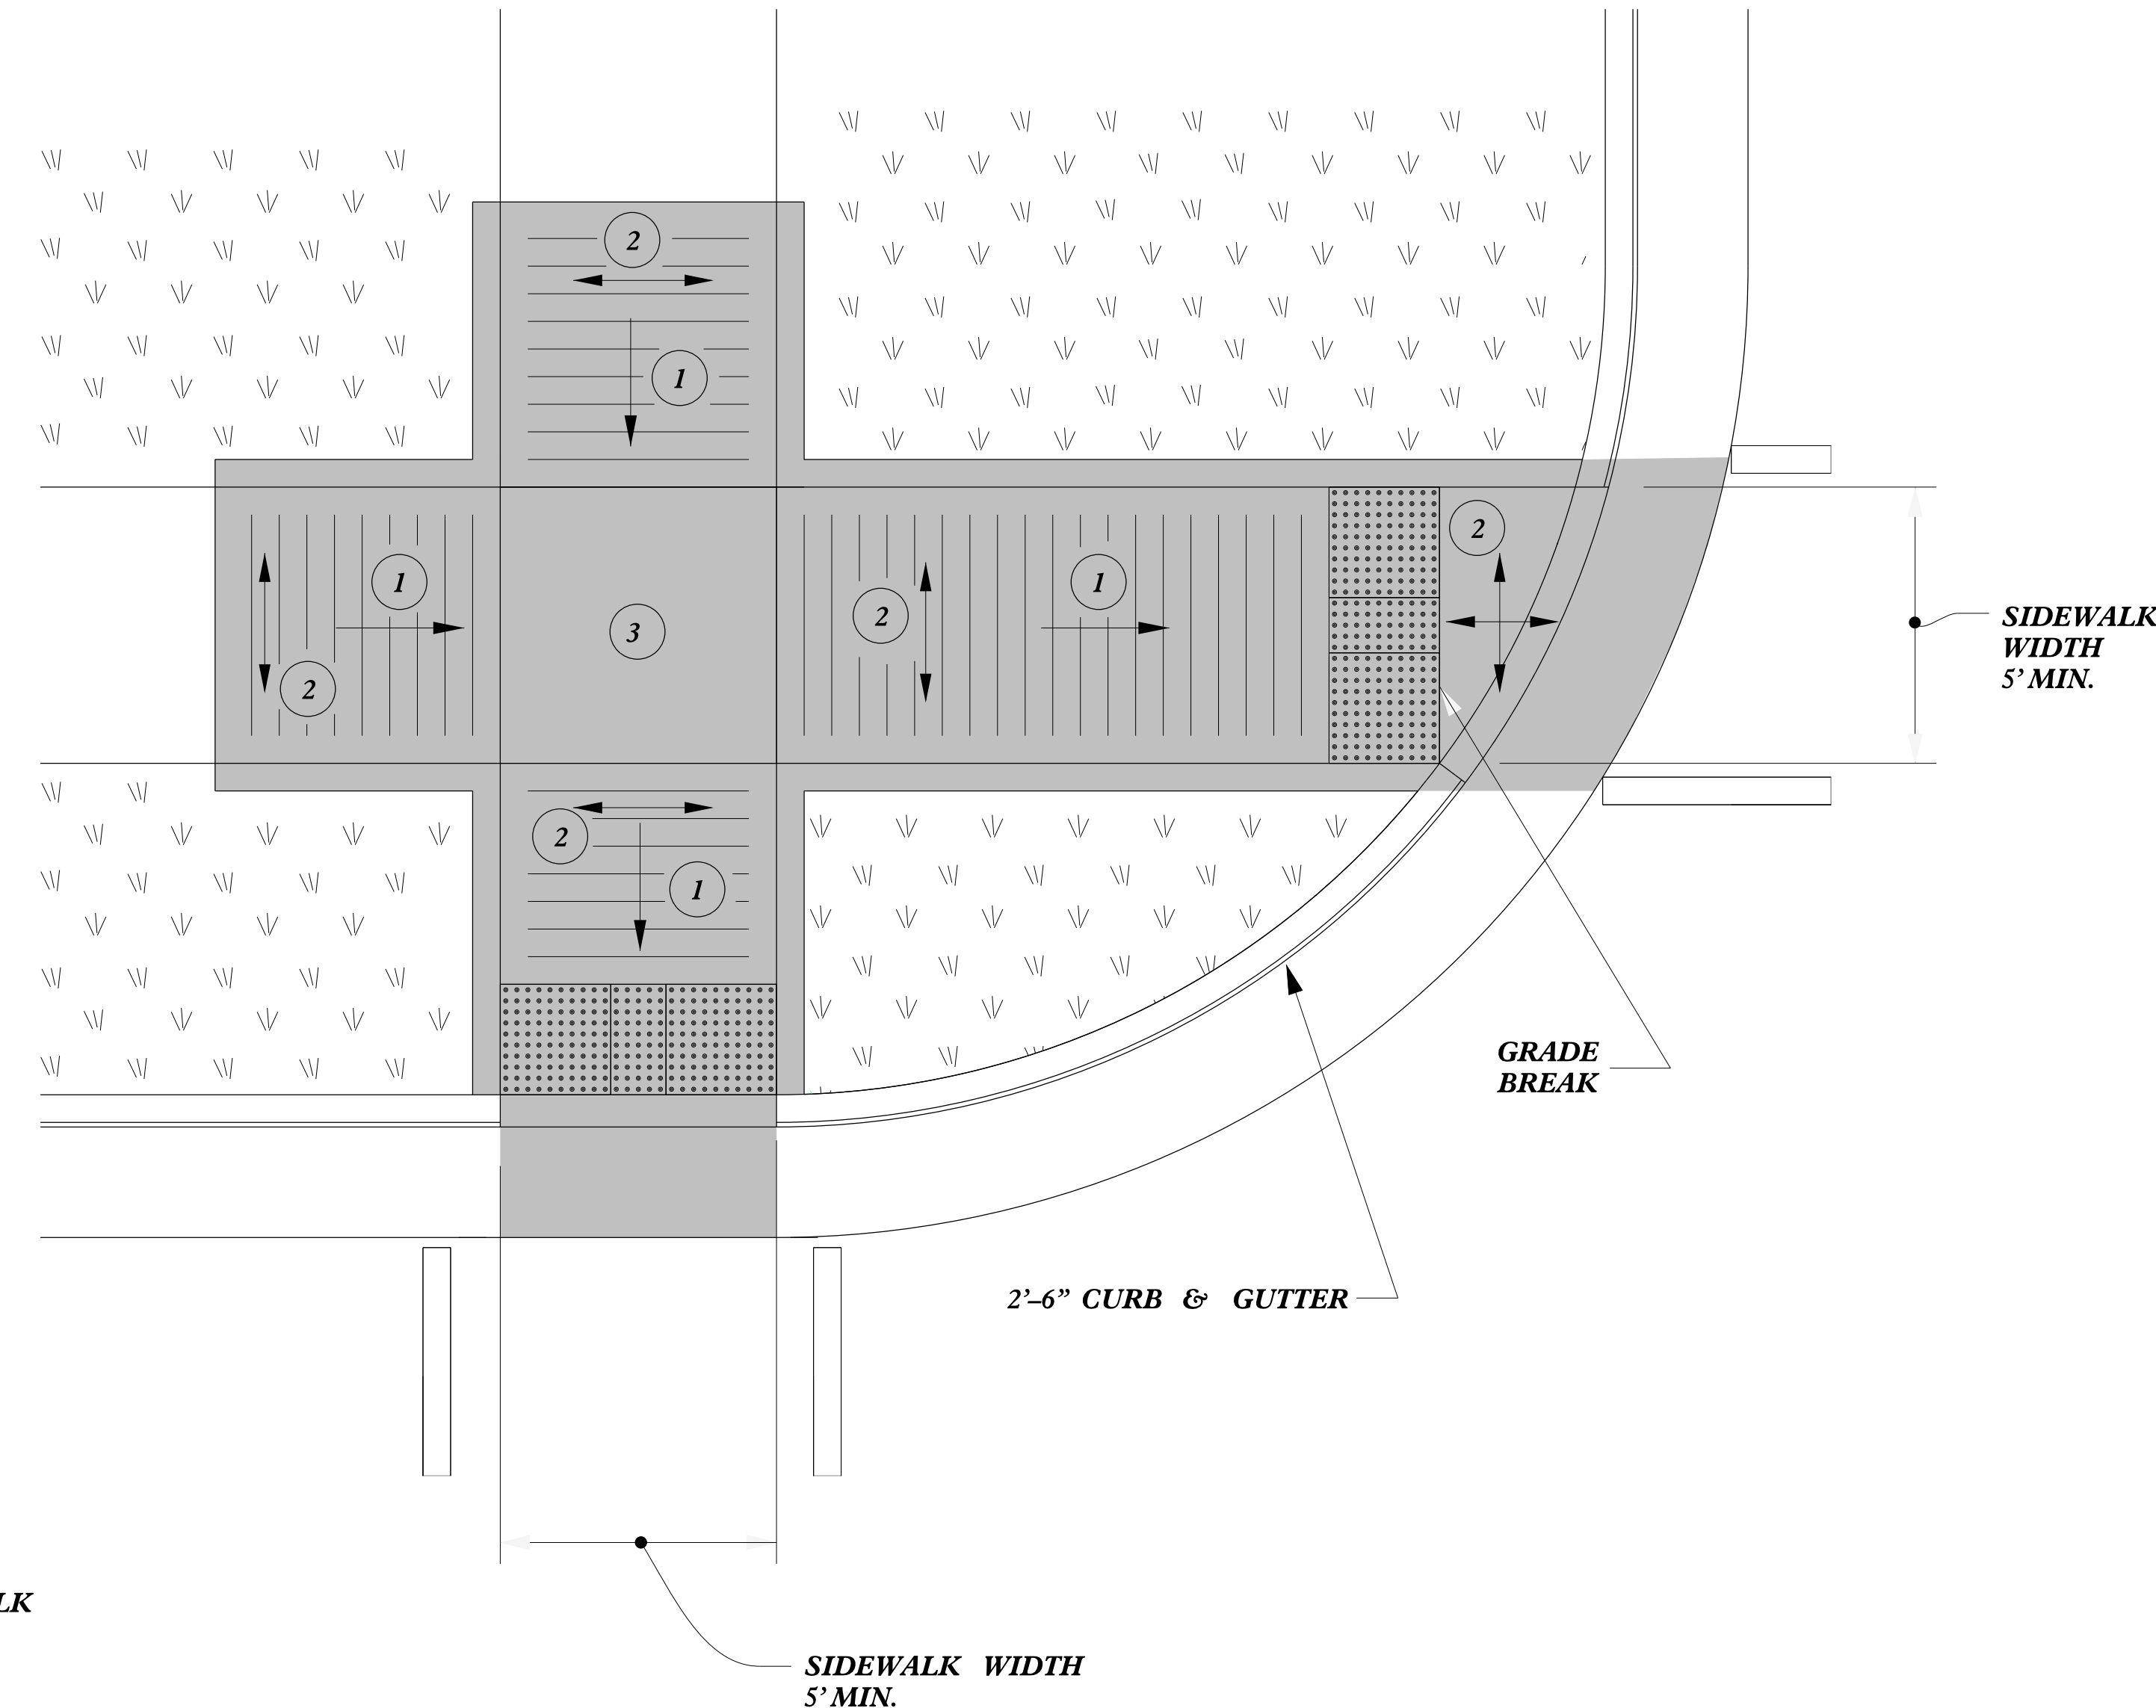 2
1
2
1
3
2
1
2
2
1
2
SIDEWALK
WIDTH
5’ MIN.
GRADE
BREAK
2’–6” CURB & GUTTER
LK
SIDEWALK WIDTH
5’ MIN.